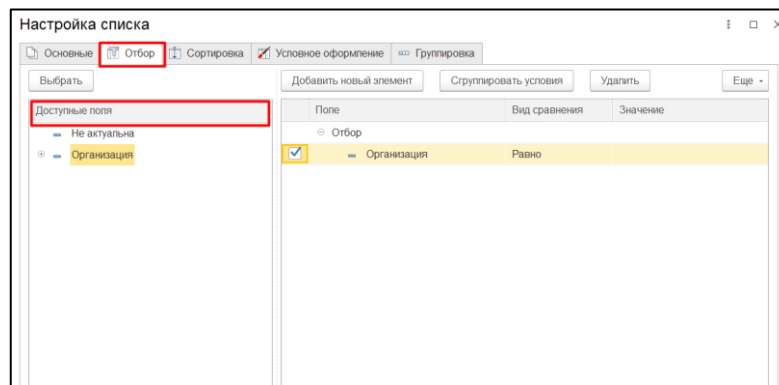 Настройка списка
Основные Отбор Сортировка Условное оформление Группировка
Выбрать Добавить новый элемент Сгруппировать условия Удалить Еще
Доступные поля Поле Вид сравнения Значение
Не актуальна Отбор
Организация Организация Равно